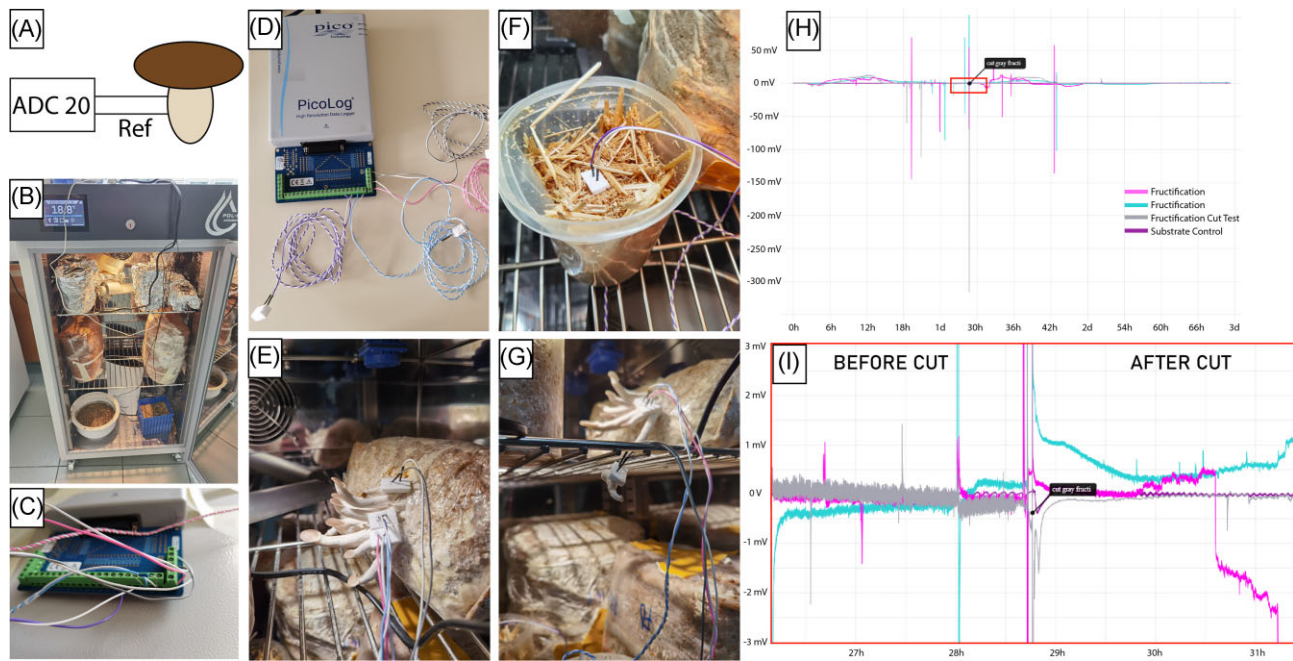 (A)
ADC 20
Ref
(B)
18.8°
(C)
(D)
pico
Technology
PicoLog®
High Resolution Data Logger
(E)
(F)
(G)
(H)
50 mV
0 mV
-50 mV
-100 mV
-150 mV
-200 mV
-250 mV
-300 mV
cut gray fructi
Fructification
Fructification
Fructification Cut Test
Substrate Control
0h 6h 12h 18h 1d 30h 36h 42h 2d 54h 60h 66h 3d
(I)
BEFORE CUT AFTER CUT
3 mV
2 mV
1 mV
0 V
-1 mV
-2 mV
-3 mV
cut gray fructi
27h 28h 29h 30h 31h